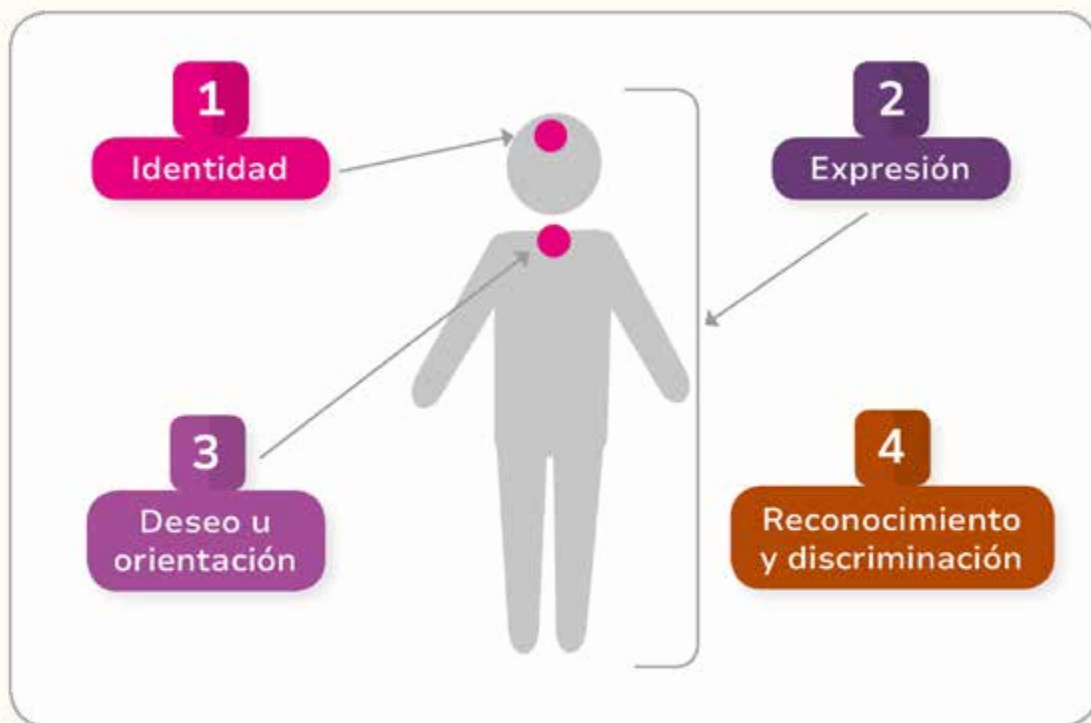 1
Identidad
2
Expresión
3
Deseo u
orientación
4
Reconocimiento
y discriminación